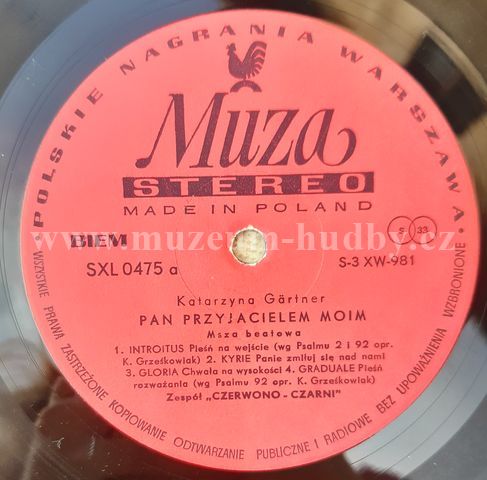 • POLSKIE NAGRANIA WARSZAWA •
Muza
STEREO
MADE IN POLAND
www.muzeum-hudby.cz
BIEM
S 33
SXL 0475 a
S-3 XW-981
Katarzyna Gärtner
PAN PRZYJACIELEM MOIM
Msza beatowa
1. INTROITUS Pieśń na wejście (wg Psalmu 2 i 92 opr.
K. Grześkowiak) 2. KYRIE Panie zmiłuj się nad nami
3. GLORIA Chwała na wysokości 4. GRADUALE Pieśń
rozważania (wg Psalmu 92 opr. K. Grześkowiak)
Zespół „CZERWONO-CZARNI"
WSZYSTKIE PRAWA ZASTRZEŻONE KOPIOWANIE ODTWARZANIE PUBLICZNE I RADIOWE BEZ UPOWAŻNIENIA WZBRONIONE